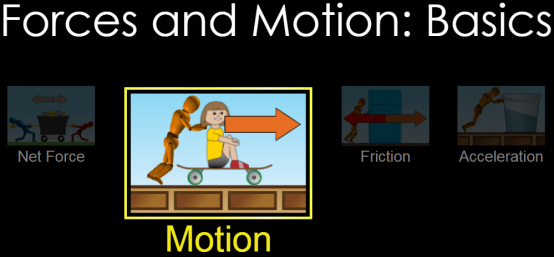 Forces and Motion: Basics
Net Force
Motion
Friction
Acceleration